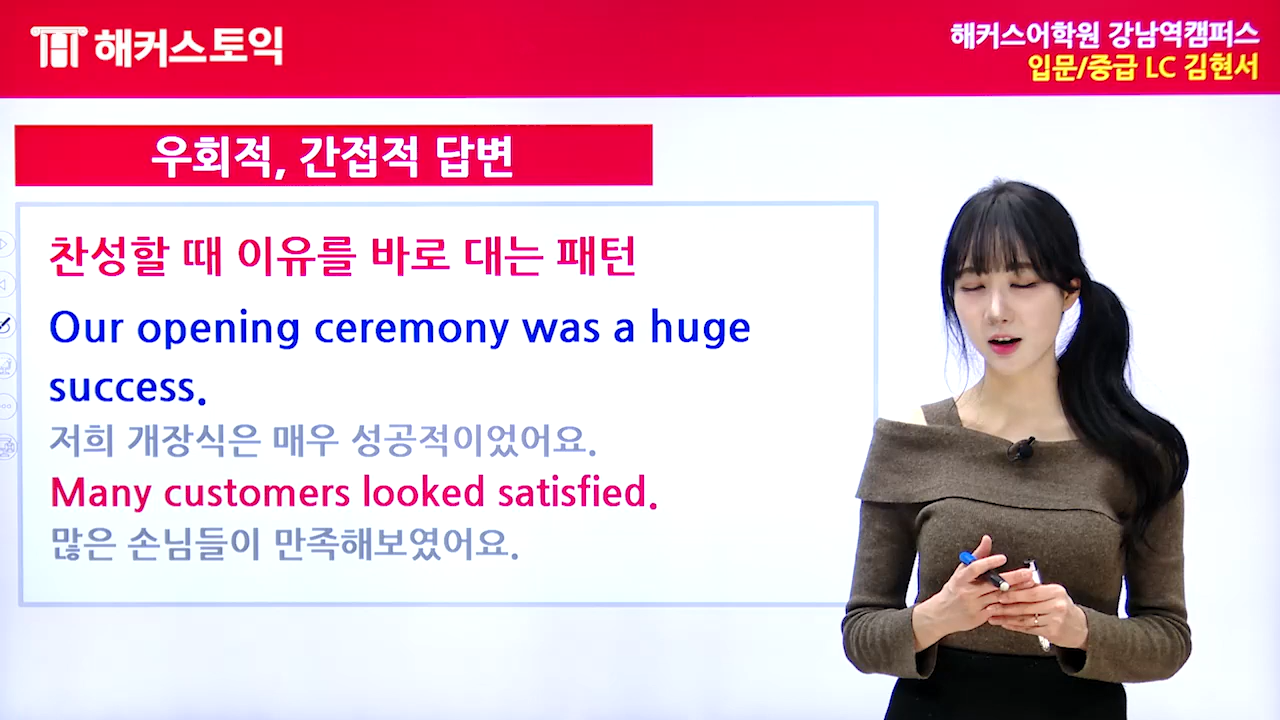 해커스토익
해커스어학원 강남역캠퍼스
입문/중급 LC 김현서
우회적, 간접적 답변
찬성할 때 이유를 바로 대는 패턴
Our opening ceremony was a huge
success.
저희 개장식은 매우 성공적이었어요.
Many customers looked satisfied.
많은 손님들이 만족해보였어요.